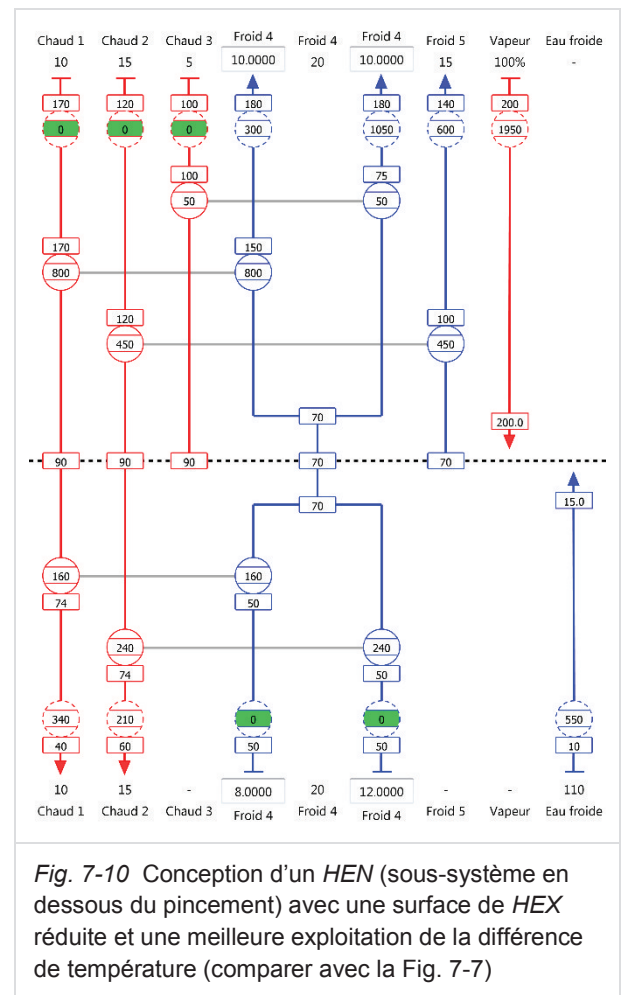 Chaud 1 Chaud 2 Chaud 3 Froid 4 Froid 4 Froid 4 Froid 5 Vapeur Eau froide
10 15 5 10.0000 20 10.0000 15 100% -
170 120 100 180 180 140 200
0 0 0 300 1050 600 1950
100 75
50 50
170 150
800 800
120 100
450 450
70
200.0
90 90 90 70 70
70
15.0
160 160
74 50
240 240
74 50
340 210 0 0 550
40 60 50 50 10
10 15 - 8.0000 20 12.0000 - - 110
Chaud 1 Chaud 2 Chaud 3 Froid 4 Froid 4 Froid 4 Froid 5 Vapeur Eau froide
Fig. 7-10 Conception d'un HEN (sous-système en
dessous du pincement) avec une surface de HEX
réduite et une meilleure exploitation de la différence
de température (comparer avec la Fig. 7-7)